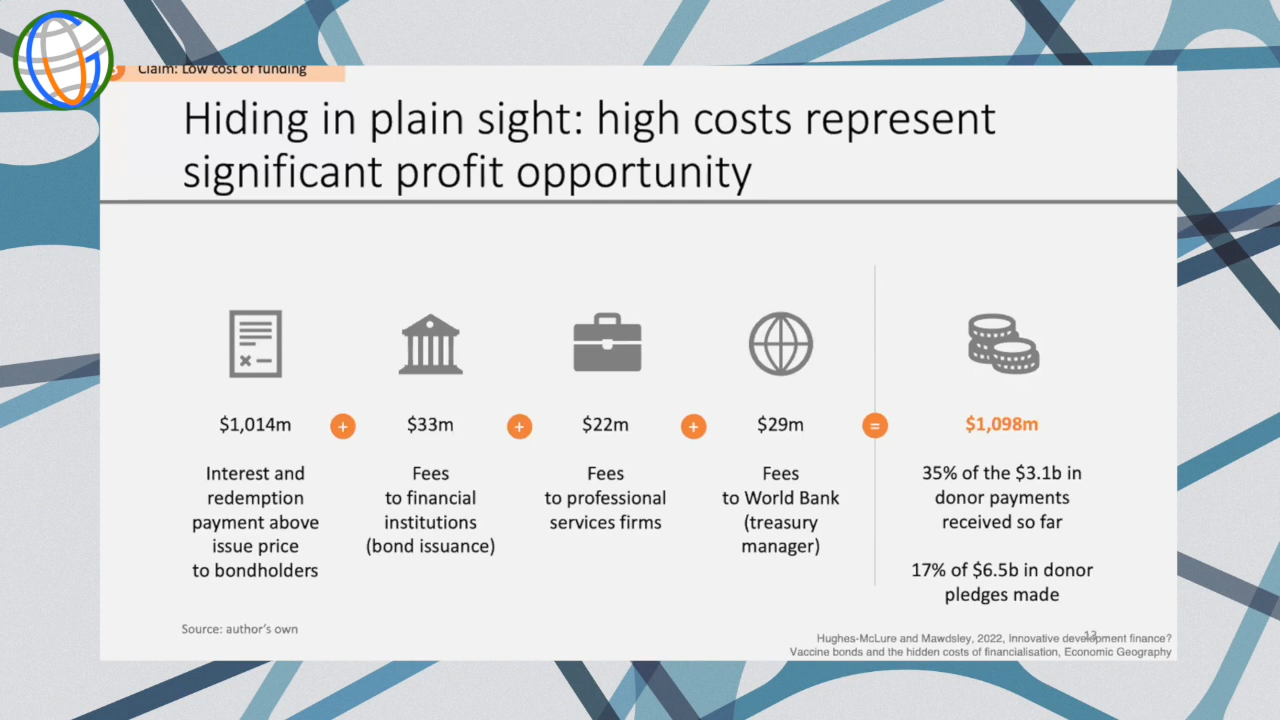 Claim: Low cost of funding
Hiding in plain sight: high costs represent
significant profit opportunity
$1,014m
+
$33m
+
$22m
+
$29m
=
$1,098m
Interest and
redemption
payment above
issue price
to bondholders
Fees
to financial
institutions
(bond issuance)
Fees
to professional
services firms
Fees
to World Bank
(treasury
manager)
35% of the $3.1b in
donor payments
received so far
17% of $6.5b in donor
pledges made
Source: author's own
13
Hughes-McLure and Mawdsley, 2022, Innovative development finance?
Vaccine bonds and the hidden costs of financialisation, Economic Geography